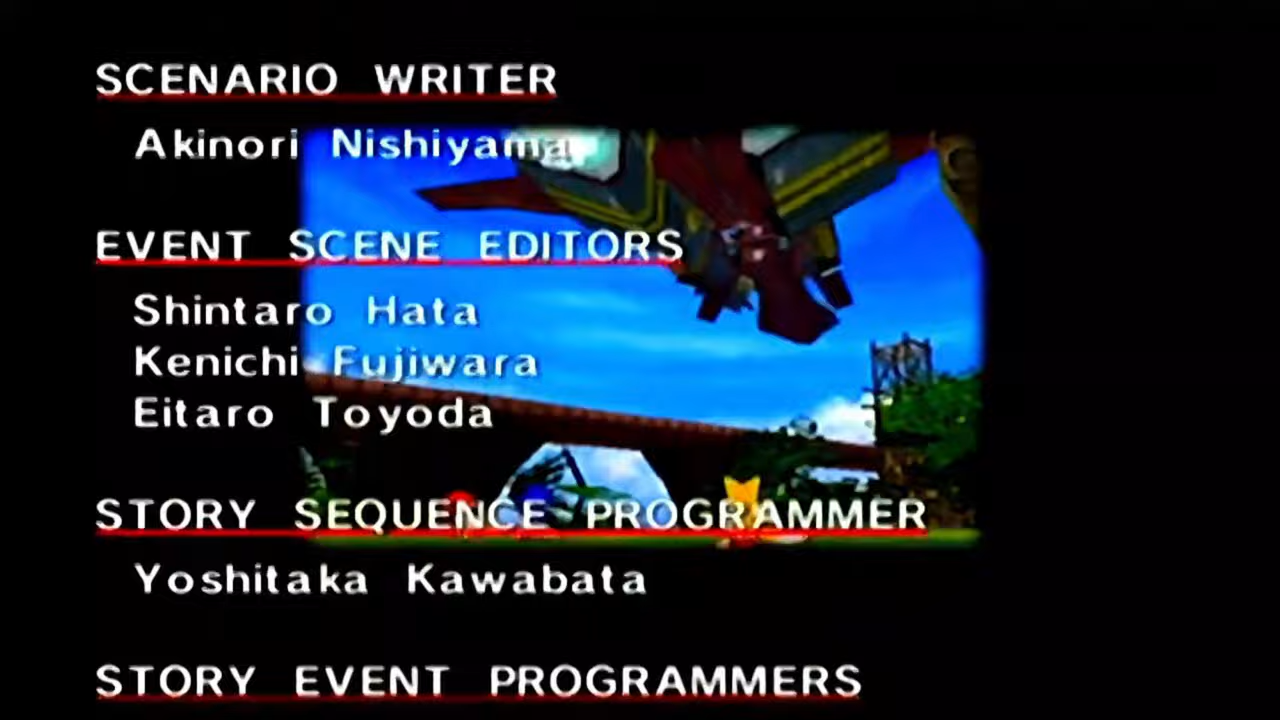 SCENARIO WRITER
Akinori Nishiyama
EVENT SCENE EDITORS
Shintaro Hata
Kenichi Fujiwara
Eitaro Toyoda
STORY SEQUENCE PROGRAMMER
Yoshitaka Kawabata
STORY EVENT PROGRAMMERS